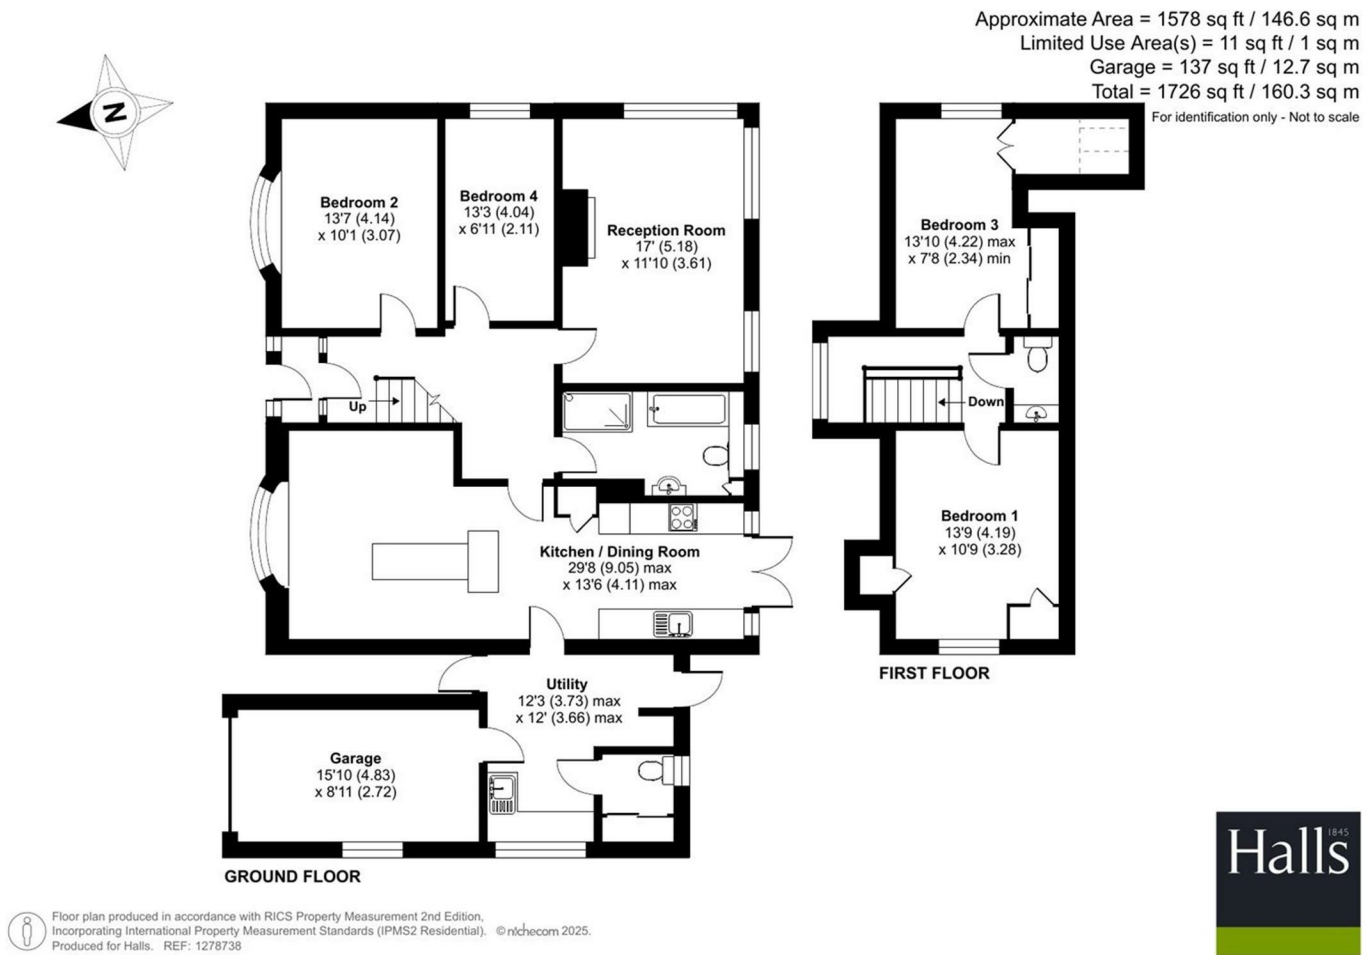 Approximate Area = 1578 sq ft / 146.6 sq m
Limited Use Area(s) = 11 sq ft / 1 sq m
Garage = 137 sq ft / 12.7 sq m
Total = 1726 sq ft / 160.3 sq m
For identification only - Not to scale
N
Bedroom 2
13'7 (4.14)
x 10'1 (3.07)
Bedroom 4
13'3 (4.04)
x 6'11 (2.11)
Reception Room
17' (5.18)
x 11'10 (3.61)
Bedroom 3
13'10 (4.22) max
x 7'8 (2.34) min
Up
Down
Kitchen / Dining Room
29'8 (9.05) max
x 13'6 (4.11) max
Bedroom 1
13'9 (4.19)
x 10'9 (3.28)
FIRST FLOOR
Utility
12'3 (3.73) max
x 12' (3.66) max
Garage
15'10 (4.83)
x 8'11 (2.72)
GROUND FLOOR
Halls
1845
Floor plan produced in accordance with RICS Property Measurement 2nd Edition,
Incorporating International Property Measurement Standards (IPMS2 Residential). © nichecom 2025.
Produced for Halls. REF: 1278738